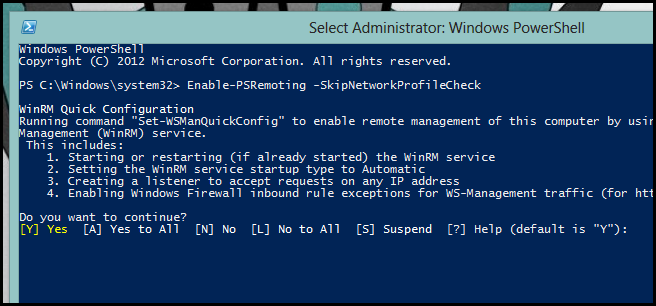 Select Administrator: Windows PowerShell
Windows PowerShell
Copyright (C) 2012 Microsoft Corporation. All rights reserved.
PS C:\Windows\system32> Enable-PSRemoting -SkipNetworkProfileCheck
WinRM Quick Configuration
Running command "Set-WSManQuickConfig" to enable remote management of this computer by usin
Management (WinRM) service.
This includes:
1. Starting or restarting (if already started) the WinRM service
2. Setting the WinRM service startup type to Automatic
3. Creating a listener to accept requests on any IP address
4. Enabling Windows Firewall inbound rule exceptions for WS-Management traffic (for htt
Do you want to continue?
[Y] Yes  [A] Yes to All  [N] No  [L] No to All  [S] Suspend  [?] Help (default is "Y"):